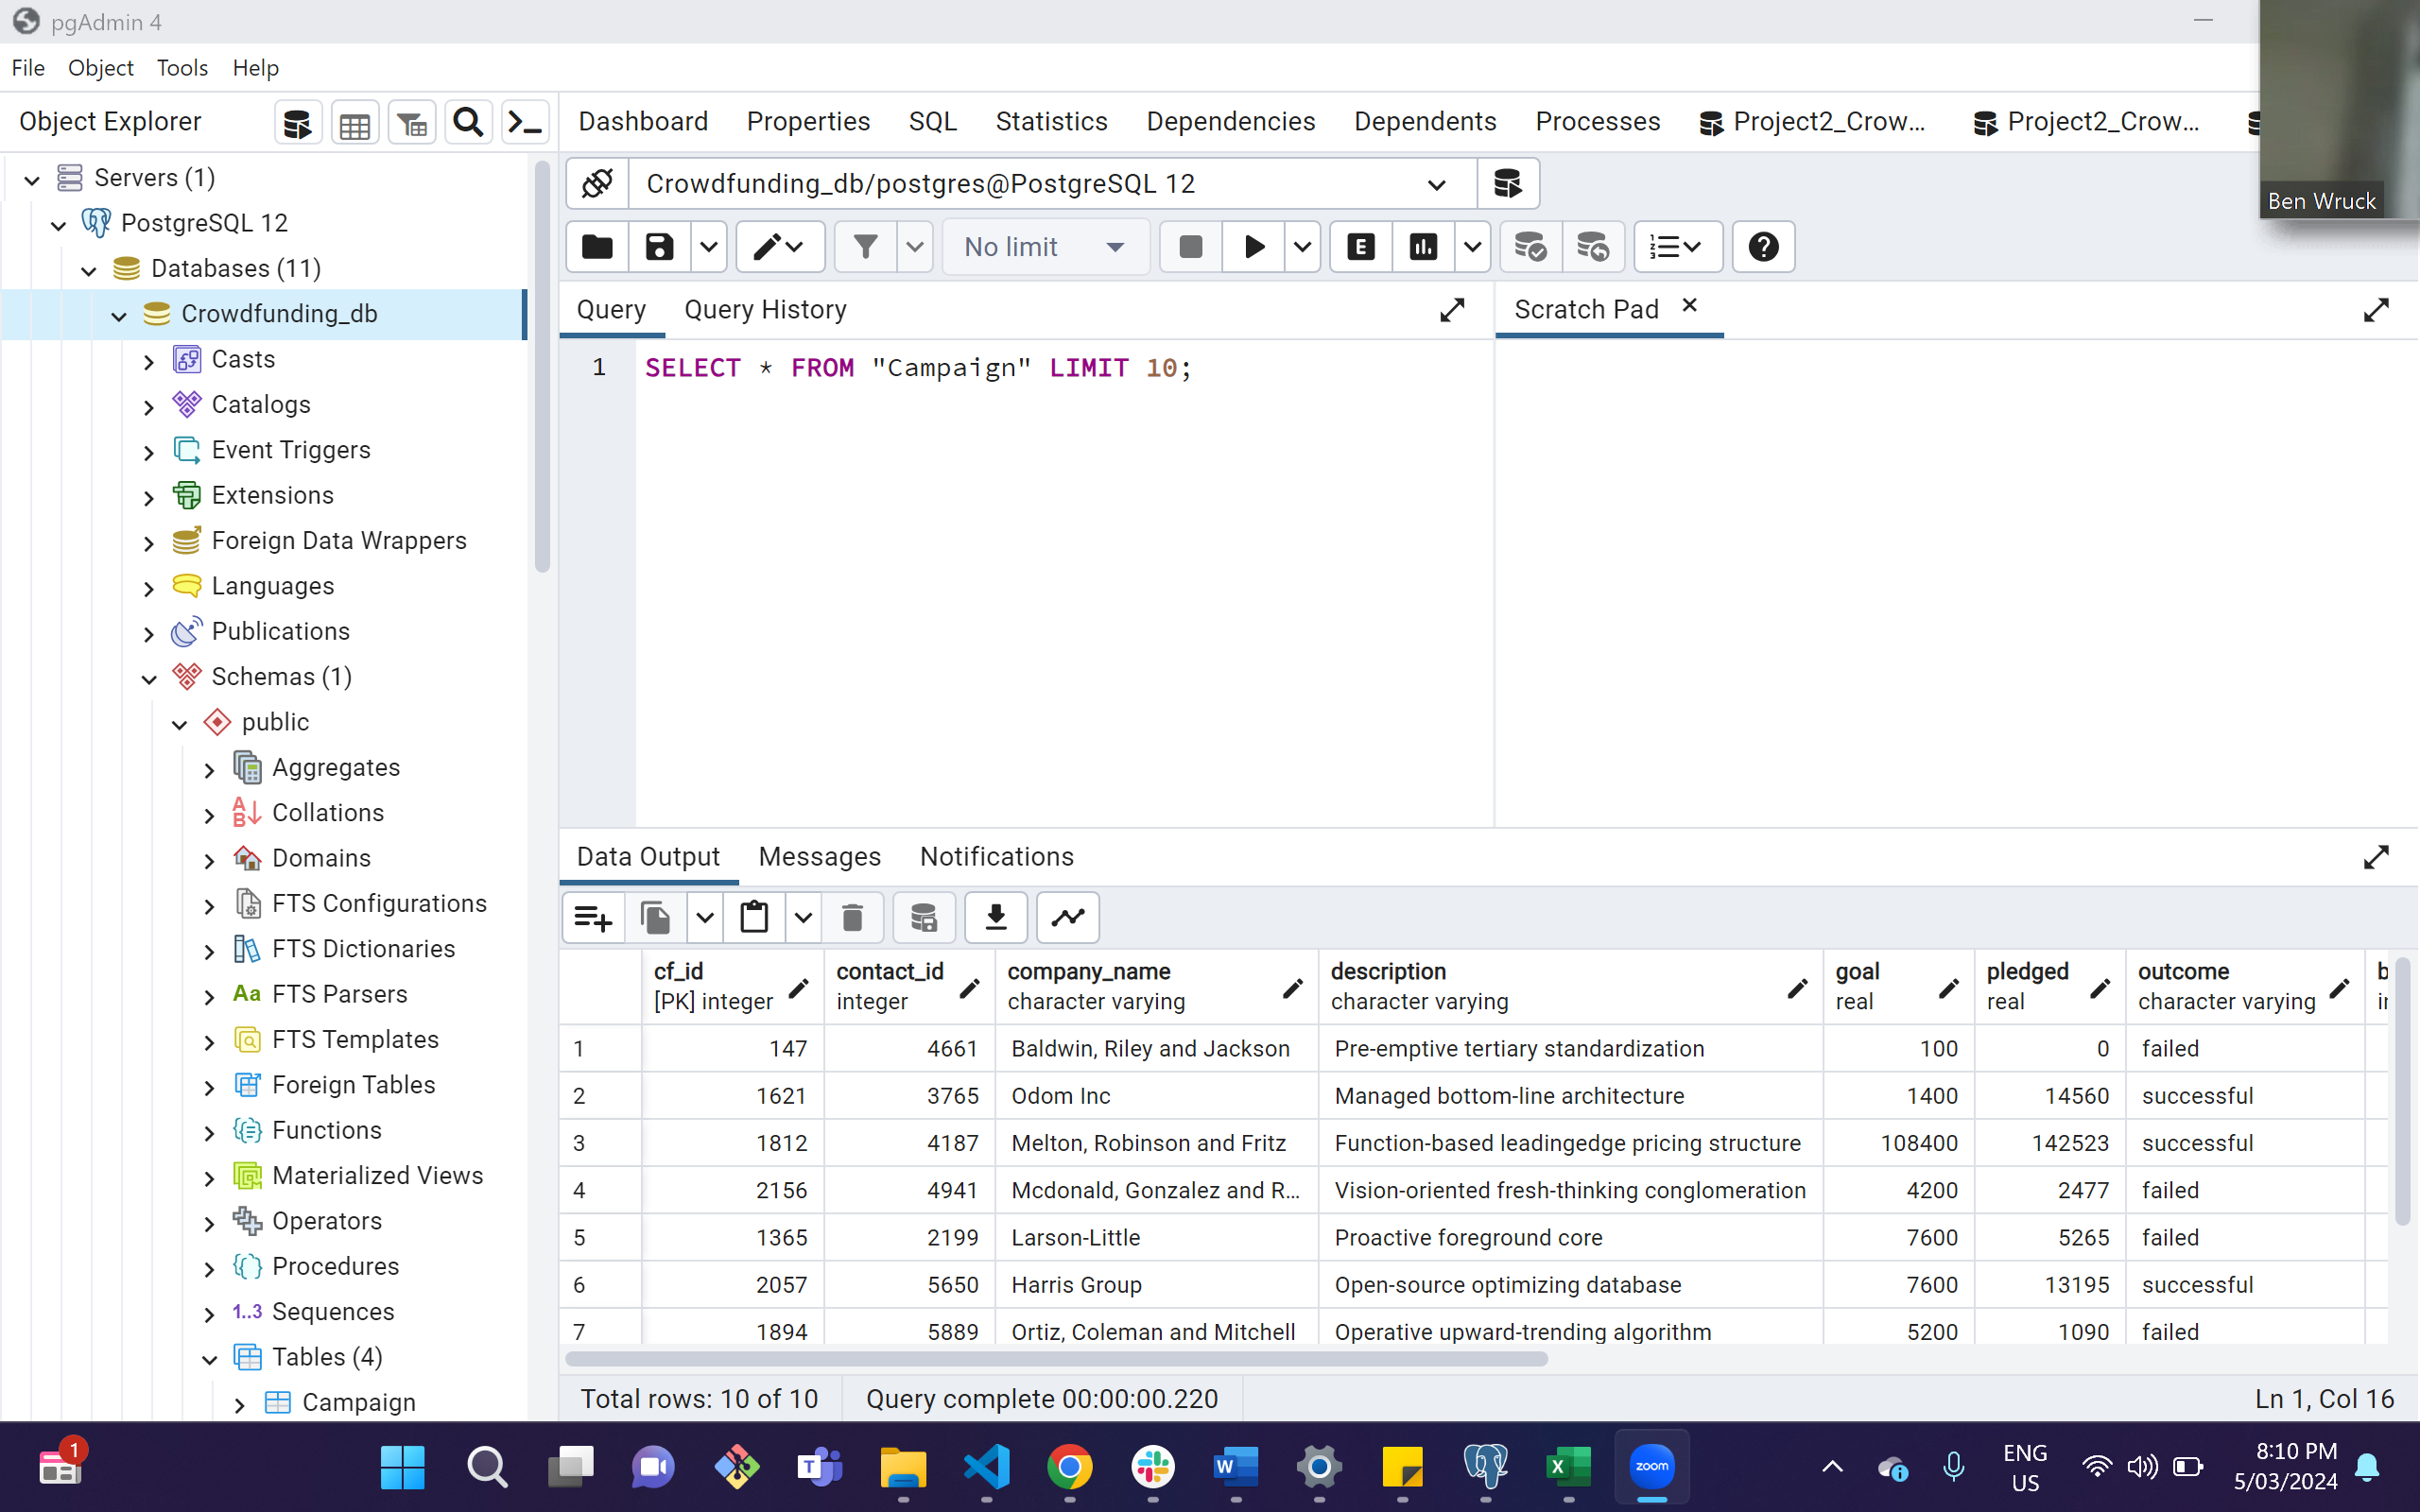 pgAdmin 4
File Object Tools Help
Object Explorer
Dashboard Properties SQL Statistics Dependencies Dependents Processes Project2_Crow... Project2_Crow...
Ben Wruck
Servers (1)
PostgreSQL 12
Databases (11)
Crowdfunding_db
Casts
Catalogs
Event Triggers
Extensions
Foreign Data Wrappers
Languages
Publications
Schemas (1)
public
Aggregates
Collations
Domains
FTS Configurations
FTS Dictionaries
Aa FTS Parsers
FTS Templates
Foreign Tables
Functions
Materialized Views
Operators
Procedures
1..3 Sequences
Tables (4)
Campaign
Crowdfunding_db/postgres@PostgreSQL 12
No limit
E
Query Query History
Scratch Pad
1 SELECT * FROM "Campaign" LIMIT 10;
Data Output Messages Notifications
cf_id contact_id company_name description goal pledged outcome b
[PK] integer integer character varying character varying real real character varying
1 147 4661 Baldwin, Riley and Jackson Pre-emptive tertiary standardization 100 0 failed
2 1621 3765 Odom Inc Managed bottom-line architecture 1400 14560 successful
3 1812 4187 Melton, Robinson and Fritz Function-based leadingedge pricing structure 108400 142523 successful
4 2156 4941 Mcdonald, Gonzalez and R... Vision-oriented fresh-thinking conglomeration 4200 2477 failed
5 1365 2199 Larson-Little Proactive foreground core 7600 5265 failed
6 2057 5650 Harris Group Open-source optimizing database 7600 13195 successful
7 1894 5889 Ortiz, Coleman and Mitchell Operative upward-trending algorithm 5200 1090 failed
Total rows: 10 of 10 Query complete 00:00:00.220 Ln 1, Col 16
1
zoom
ENG
US
8:10 PM
5/03/2024